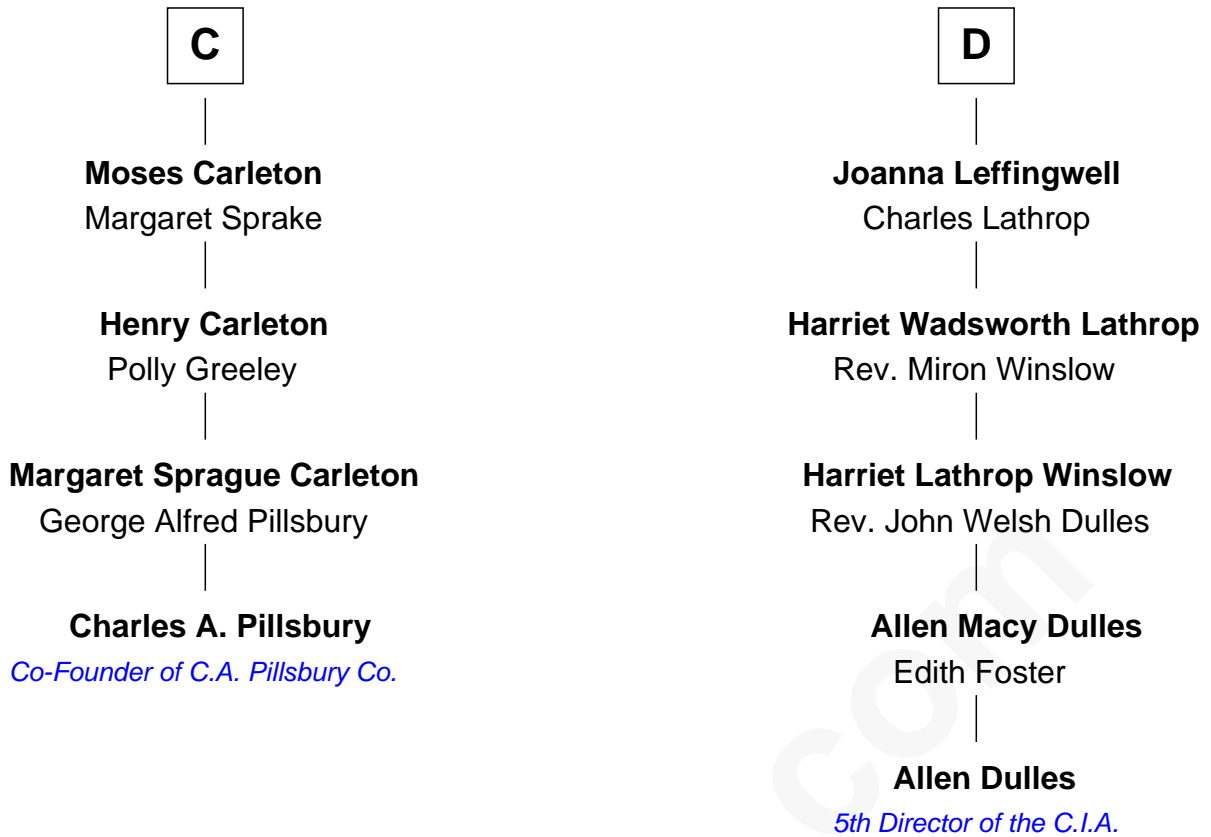 C
Moses Carleton
Margaret Sprake
Henry Carleton
Polly Greeley
Margaret Sprague Carleton
George Alfred Pillsbury
Charles A. Pillsbury
Co-Founder of C.A. Pillsbury Co.
D
Joanna Leffingwell
Charles Lathrop
Harriet Wadsworth Lathrop
Rev. Miron Winslow
Harriet Lathrop Winslow
Rev. John Welsh Dulles
Allen Macy Dulles
Edith Foster
Allen Dulles
5th Director of the C.I.A.
com